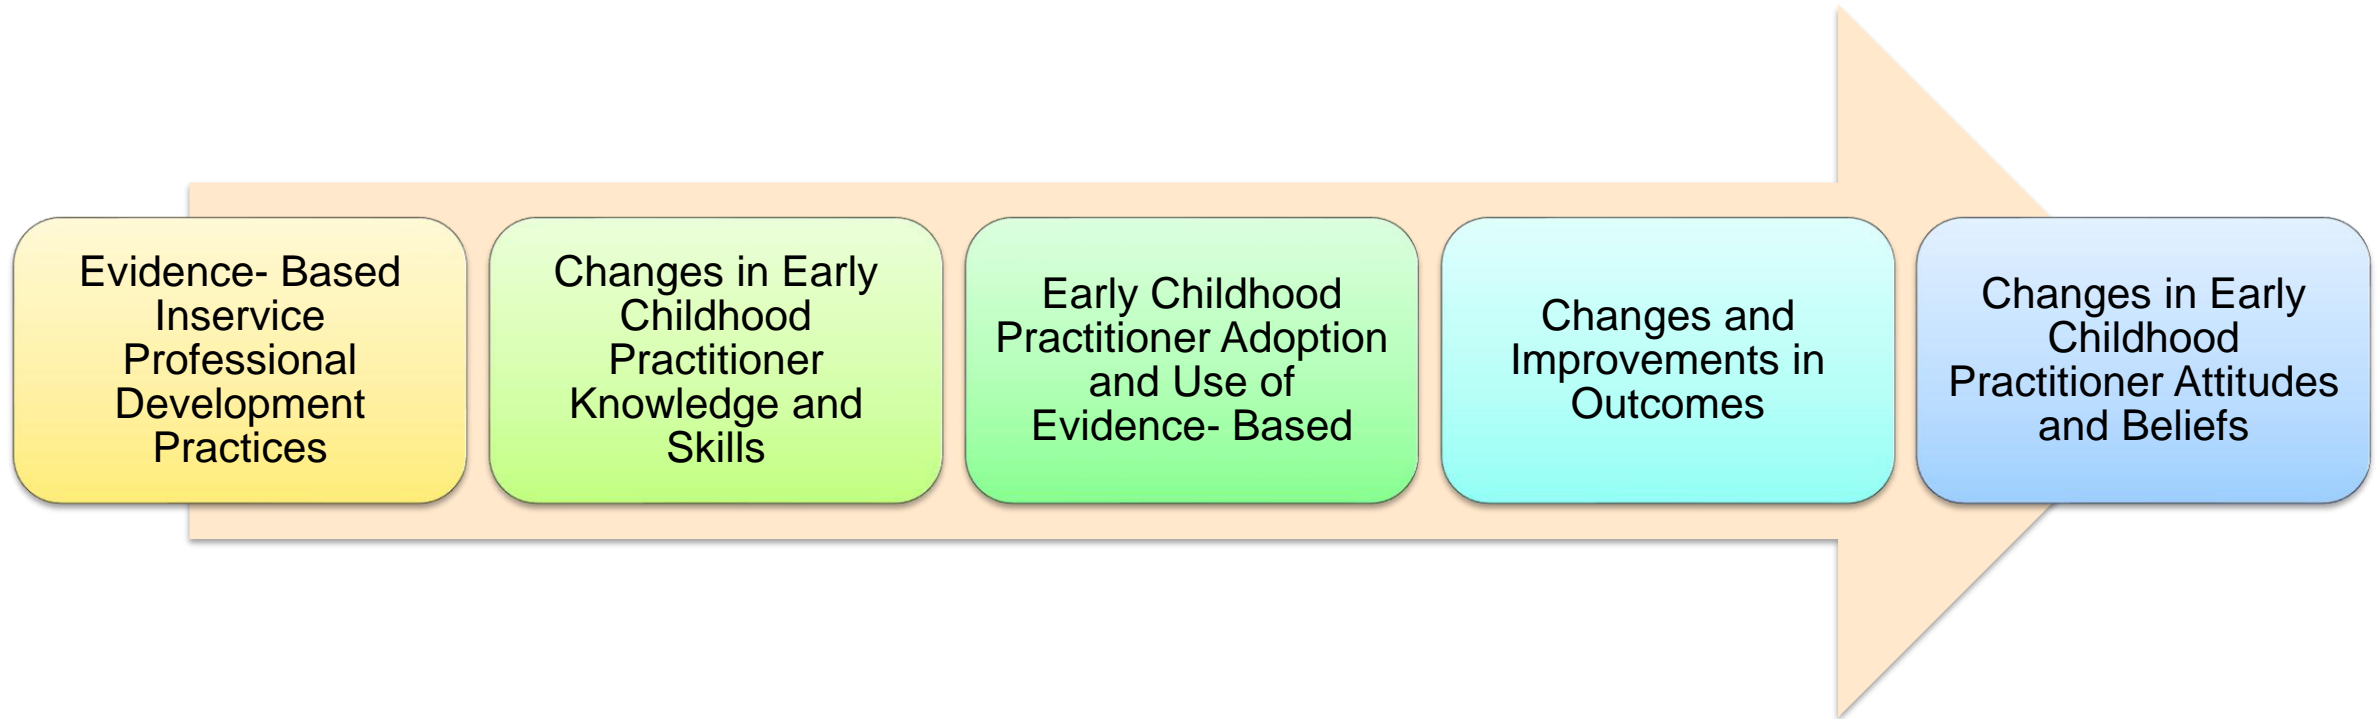 Evidence- Based
Inservice
Professional
Development
Practices
Changes in Early
Childhood
Practitioner
Knowledge and
Skills
Early Childhood
Practitioner Adoption
and Use of
Evidence- Based
Changes and
Improvements in
Outcomes
Changes in Early
Childhood
Practitioner Attitudes
and Beliefs